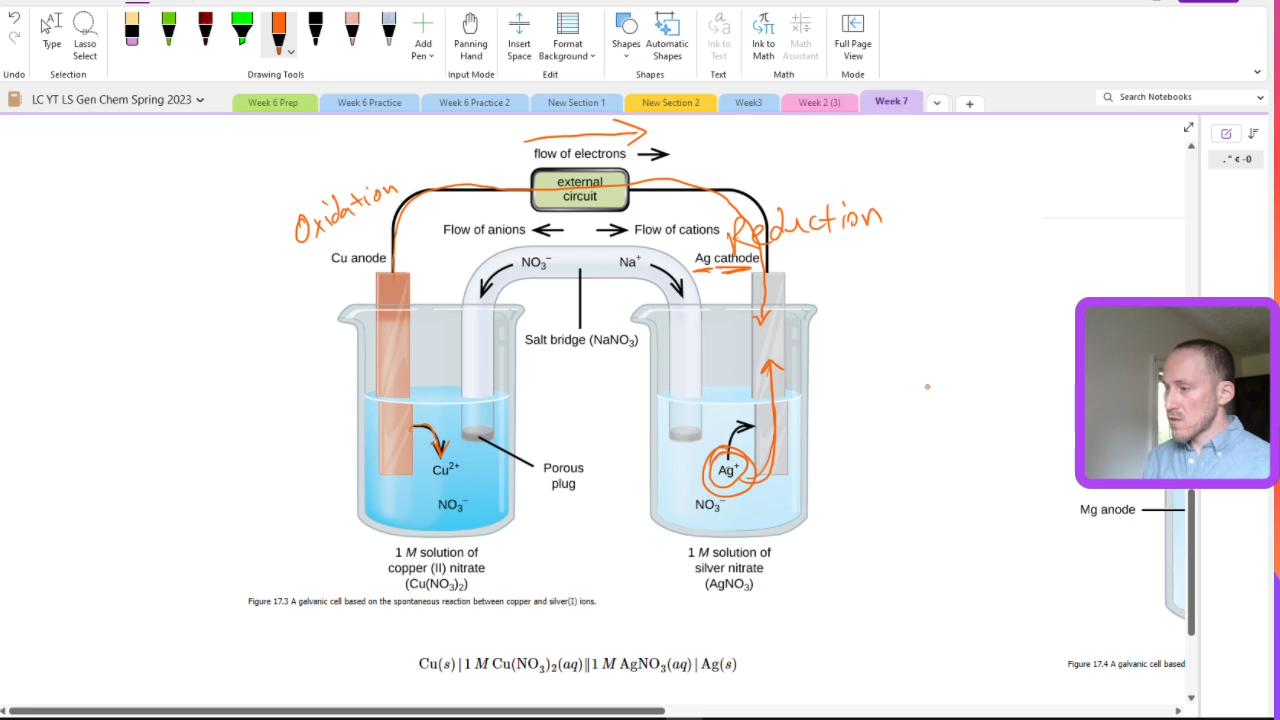 Undo
Type
Lasso
Select
Selection
Drawing Tools
Add
Pen
Panning
Hand
Input Mode
Insert
Space
Format
Background
Edit
Shapes
Automatic
Shapes
Shapes
Ink to
Text
Text
Ink to
Math
Math
Assistant
Math
Full Page
View
Mode
LC YT LS Gen Chem Spring 2023
Week 6 Prep
Week 6 Practice
Week 6 Practice 2
New Section 1
New Section 2
Week3
Week 2 (3)
Week 7
Search Notebooks
flow of electrons
external
circuit
Oxidation
Reduction
Flow of anions
Flow of cations
Cu anode
NO₃⁻
Na⁺
Ag cathode
Salt bridge (NaNO₃)
Cu²⁺
NO₃⁻
Porous
plug
Ag⁺
NO₃⁻
Mg anode
1 M solution of
copper (II) nitrate
(Cu(NO₃)₂)
1 M solution of
silver nitrate
(AgNO₃)
Figure 17.3 A galvanic cell based on the spontaneous reaction between copper and silver(I) ions.
Cu(s) | 1 M Cu(NO₃)₂(aq) || 1 M AgNO₃(aq) | Ag(s)
Figure 17.4 A galvanic cell based